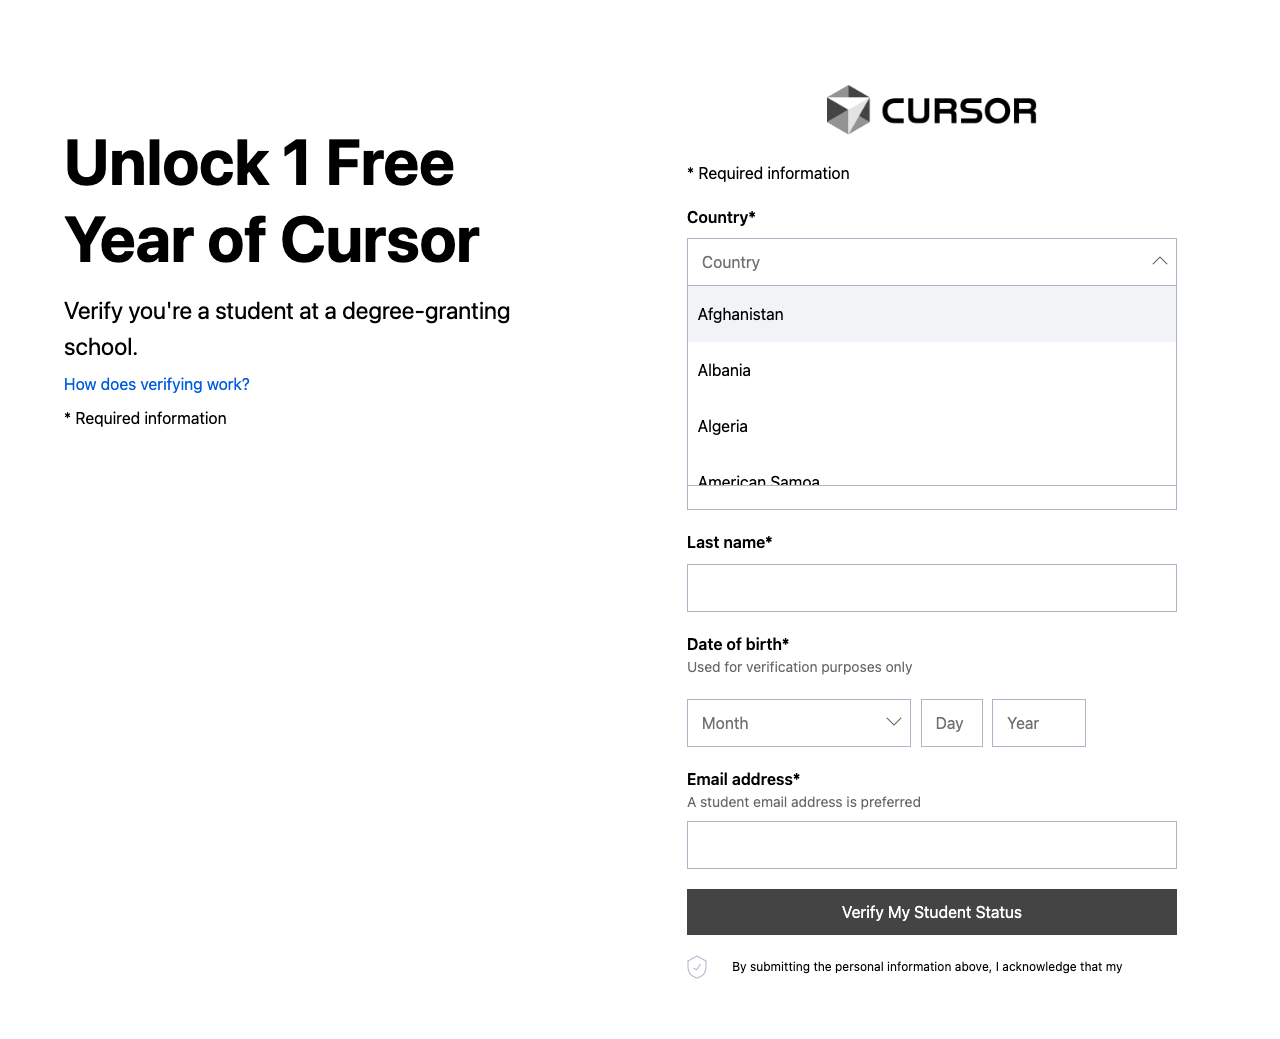 Unlock 1 Free
Year of Cursor
Verify you're a student at a degree-granting
school.
How does verifying work?
* Required information
CURSOR
* Required information
Country*
Country
Afghanistan
Albania
Algeria
American Samoa
Last name*
Date of birth*
Used for verification purposes only
Month
Day
Year
Email address*
A student email address is preferred
Verify My Student Status
By submitting the personal information above, I acknowledge that my